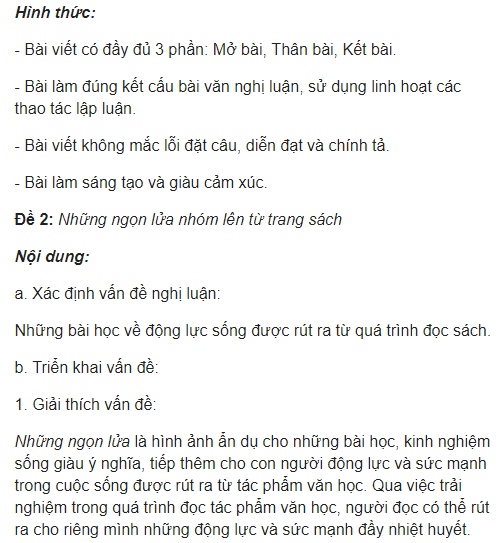 Hình thức:
- Bài viết có đầy đủ 3 phần: Mở bài, Thân bài, Kết bài.
- Bài làm đúng kết cấu bài văn nghị luận, sử dụng linh hoạt các
thao tác lập luận.
- Bài viết không mắc lỗi đặt câu, diễn đạt và chính tả.
- Bài làm sáng tạo và giàu cảm xúc.
Đề 2: Những ngọn lửa nhóm lên từ trang sách
Nội dung:
a. Xác định vấn đề nghị luận:
Những bài học về động lực sống được rút ra từ quá trình đọc sách.
b. Triển khai vấn đề:
1. Giải thích vấn đề:
Những ngọn lửa là hình ảnh ẩn dụ cho những bài học, kinh nghiệm
sống giàu ý nghĩa, tiếp thêm cho con người động lực và sức mạnh
trong cuộc sống được rút ra từ tác phẩm văn học. Qua việc trải
nghiệm trong quá trình đọc tác phẩm văn học, người đọc có thể rút
ra cho riêng mình những động lực và sức mạnh đầy nhiệt huyết.